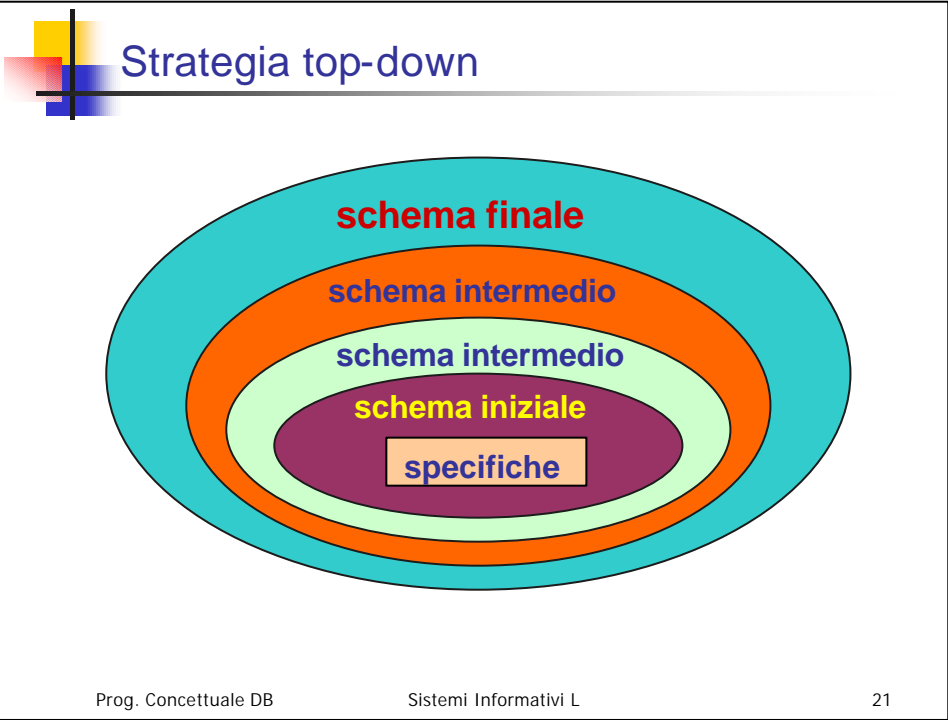 Strategia top-down
schema finale
schema intermedio
schema intermedio
schema iniziale
specifiche
Prog. Concettuale DB Sistemi Informativi L 21